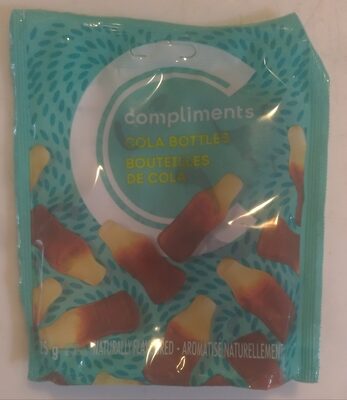 compliments
COLA BOTTLES
BOUTEILLES
DE COLA
NATURALLY FLAVOURED • AROMATISÉ NATURELLEMENT